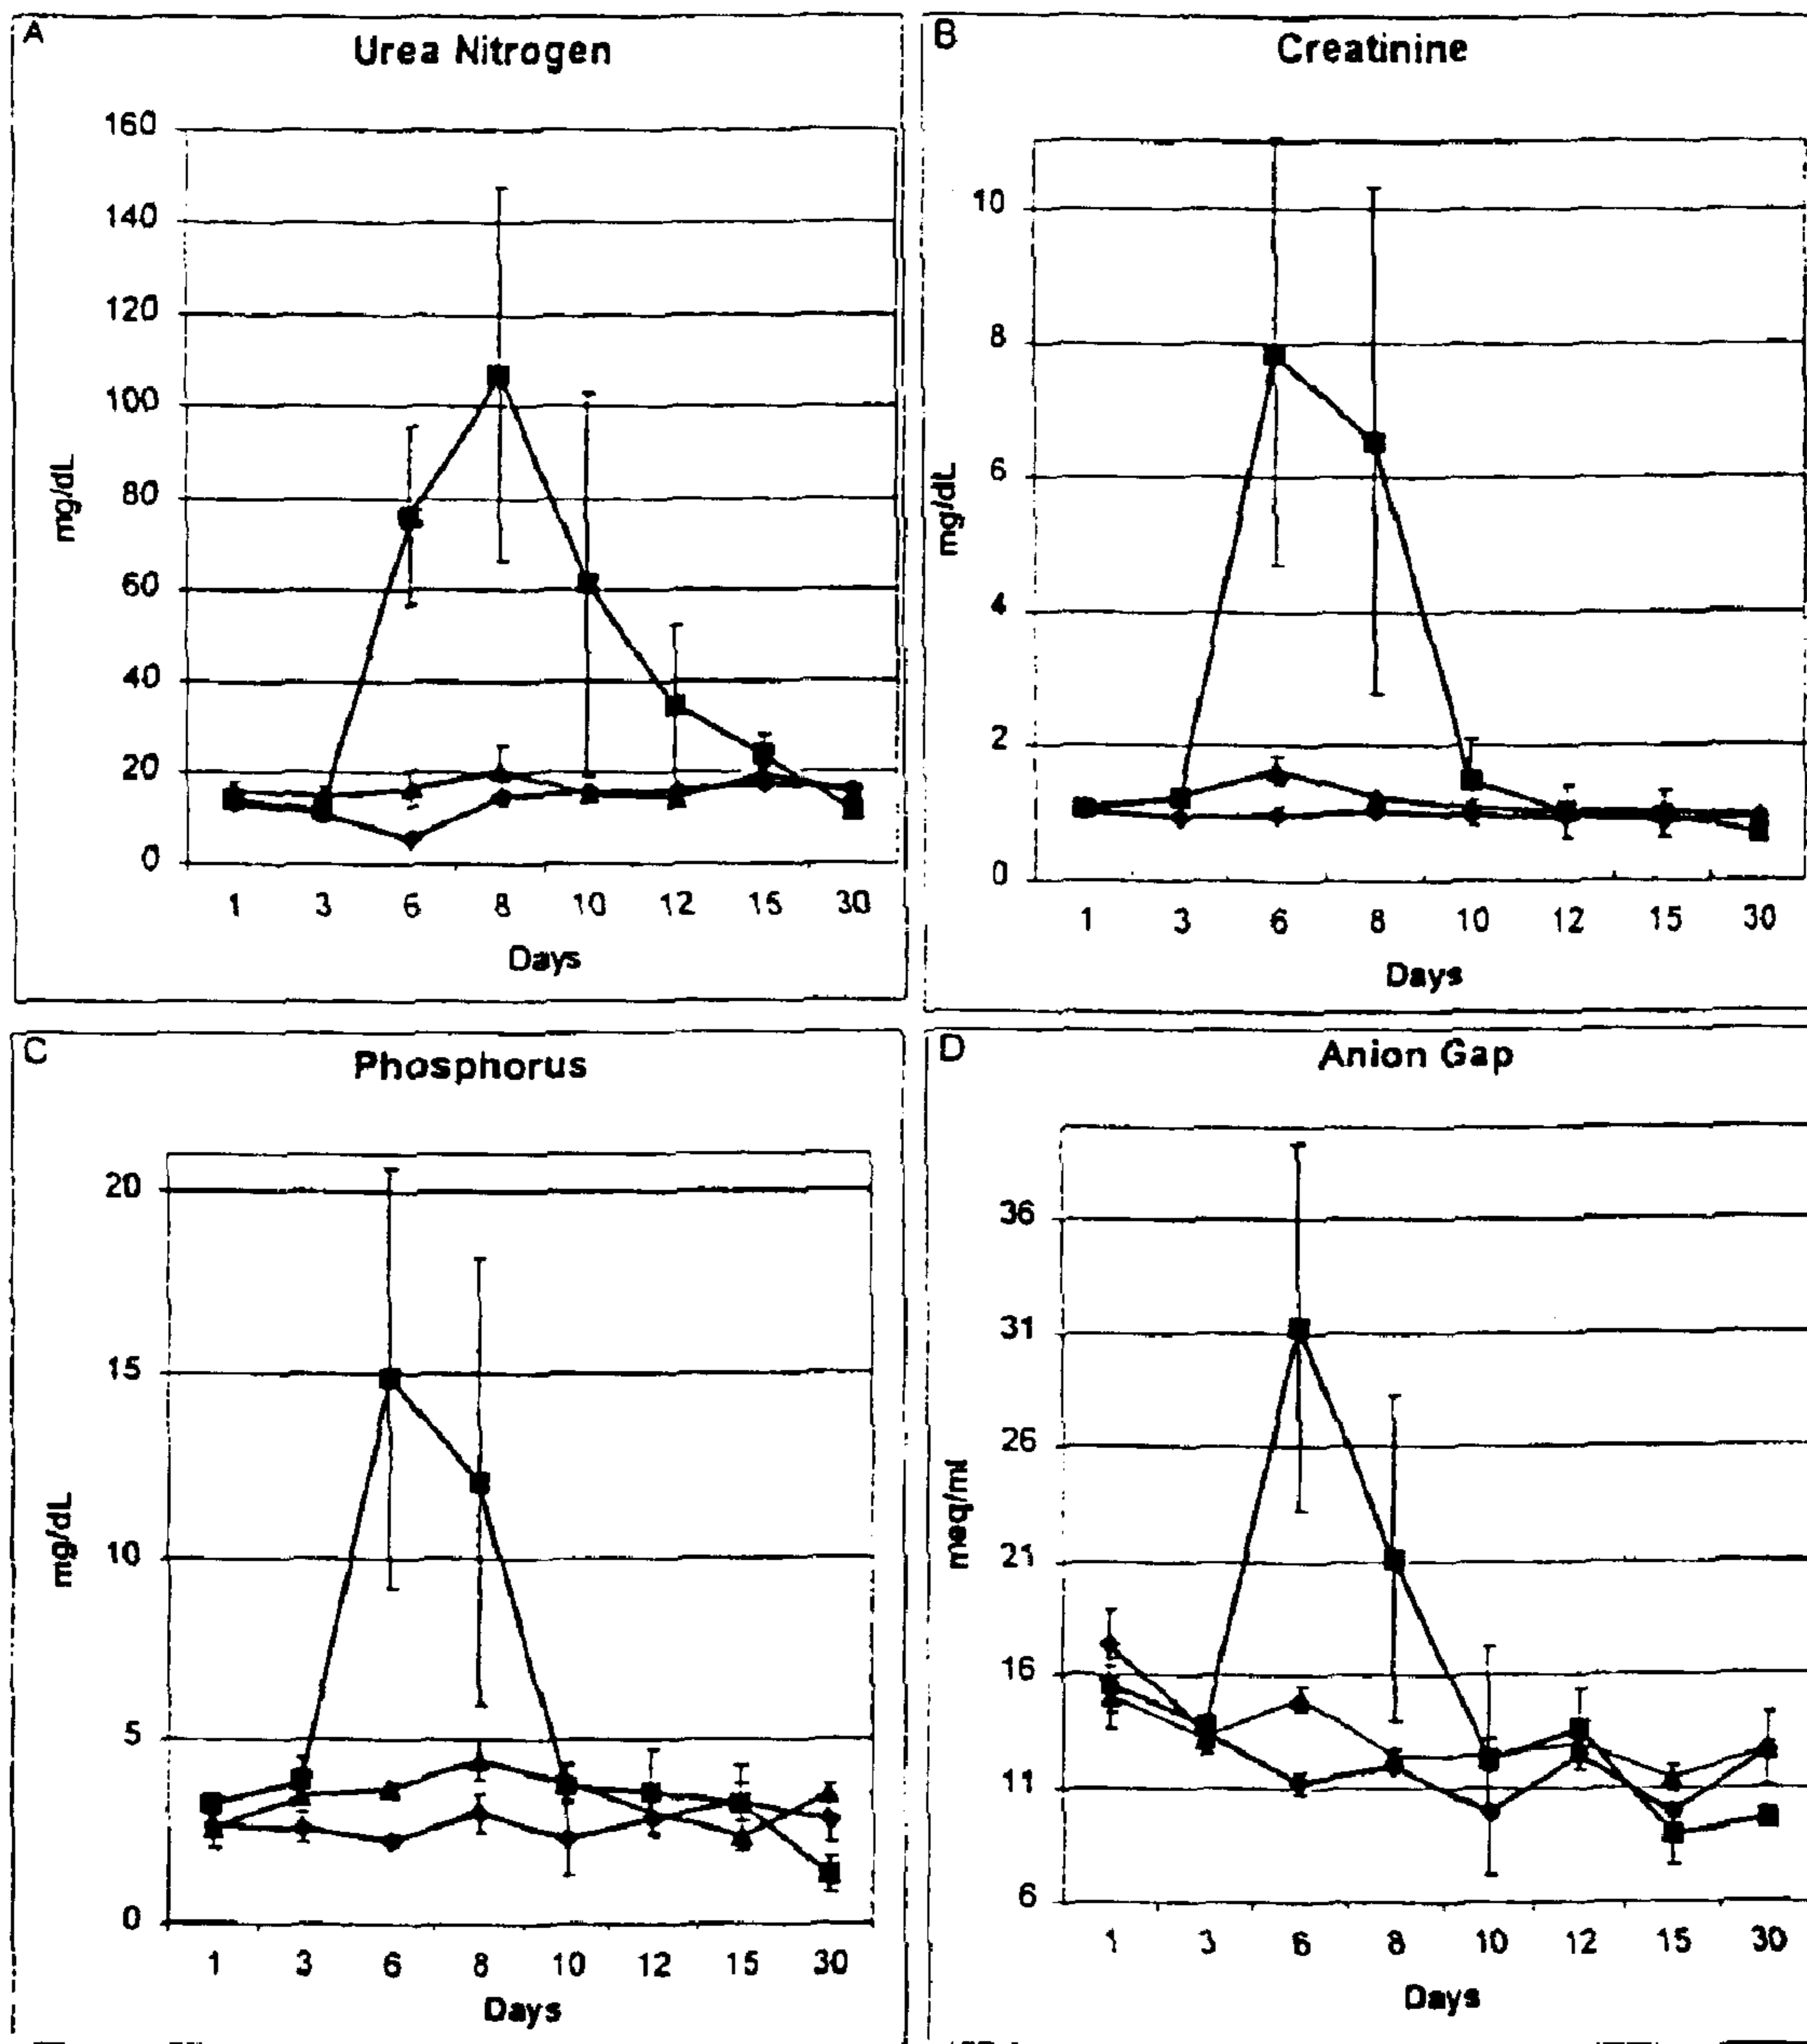 A
Urea Nitrogen
160
140
120
100
80
60
40
20
0
mg/dL
1 3 6 8 10 12 15 30
Days
B
Creatinine
10
8
6
4
2
0
mg/dL
1 3 6 8 10 12 15 30
Days
C
Phosphorus
20
15
10
5
0
mg/dL
1 3 6 8 10 12 15 30
Days
D
Anion Gap
36
31
26
21
16
11
6
meq/ml
1 3 6 8 10 12 15 30
Days